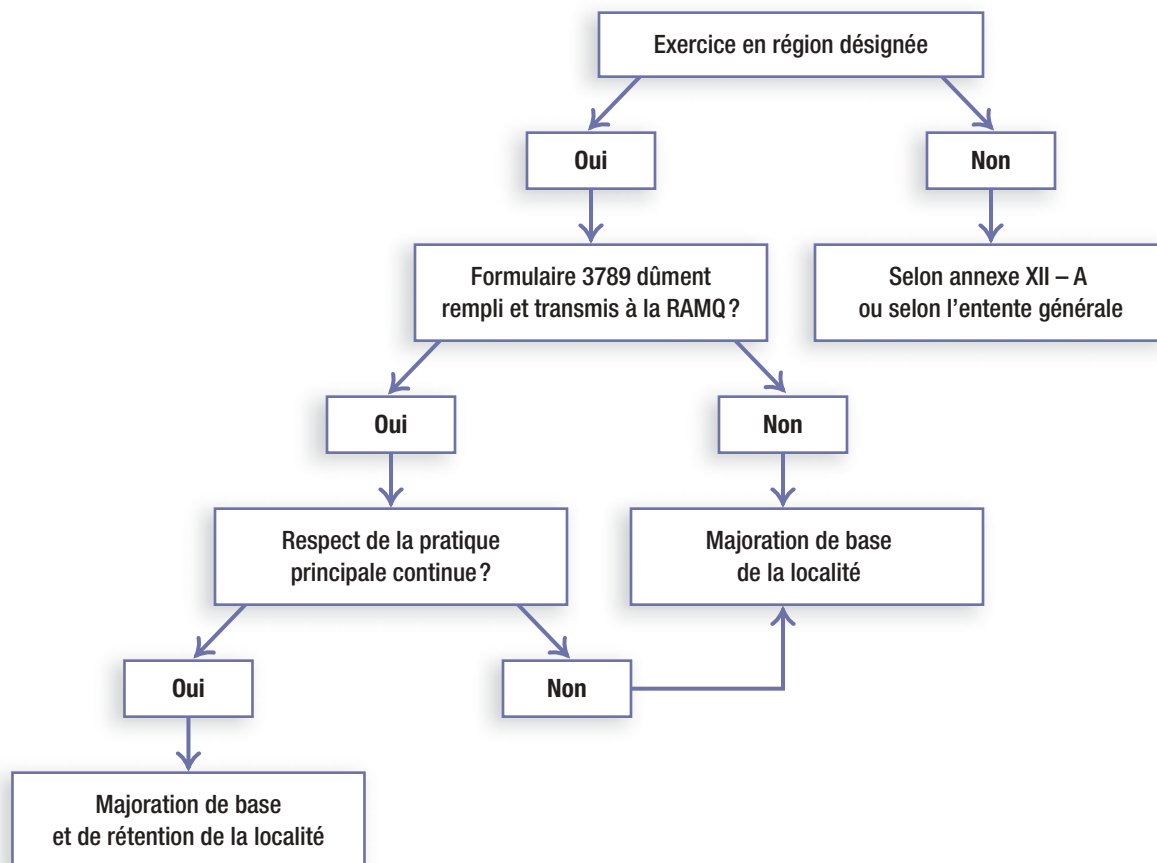 Exercice en région désignée
Oui
Non
Formulaire 3789 dûment
rempli et transmis à la RAMQ ?
Selon annexe XII – A
ou selon l’entente générale
Oui
Non
Respect de la pratique
principale continue ?
Majoration de base
de la localité
Oui
Non
Majoration de base
et de rétention de la localité